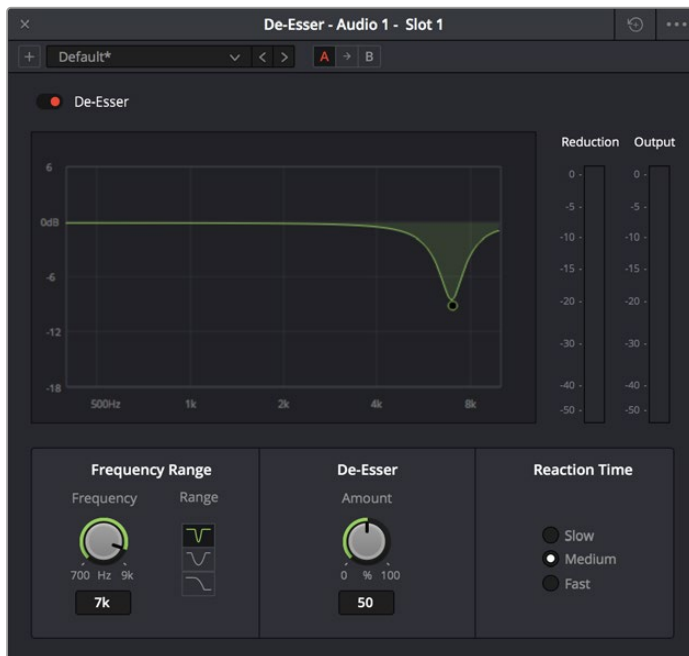 De-Esser - Audio 1 - Slot 1
Default*
A
B
De-Esser
Reduction Output
6
0dB
-6
-12
-18
500Hz 1k 2k 4k 8k
0 -
-5 -
-10 -
-15 -
-20 -
-30 -
-40 -
-50 -
0 -
-5 -
-10 -
-15 -
-20 -
-30 -
-40 -
-50 -
Frequency Range
Frequency Range
700 Hz 9k
7k
De-Esser
Amount
0 % 100
50
Reaction Time
Slow
Medium
Fast